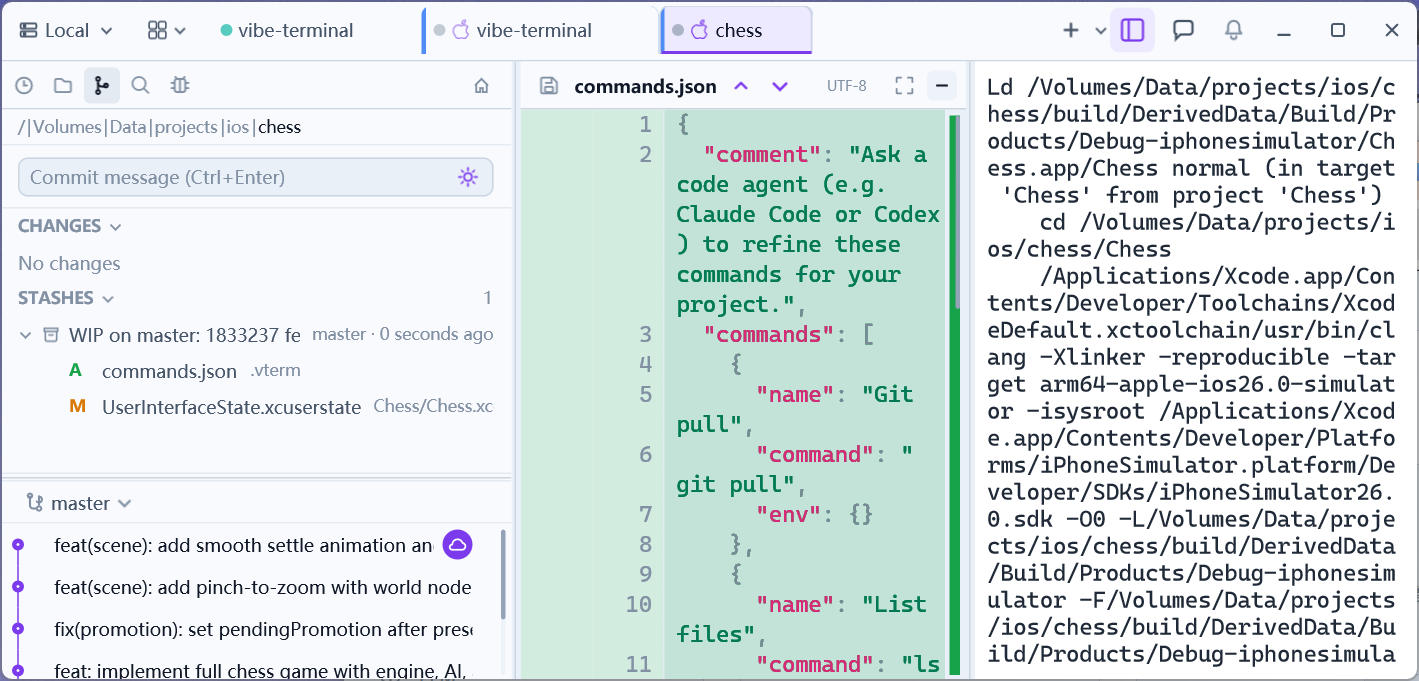 Local
vibe-terminal
vibe-terminal
chess
/|Volumes|Data|projects|ios|chess
Commit message (Ctrl+Enter)
CHANGES
No changes
STASHES 1
WIP on master: 1833237 fe master · 0 seconds ago
A commands.json .vterm
M UserInterfaceState.xcuserstate Chess/Chess.xc
master
feat(scene): add smooth settle animation an
feat(scene): add pinch-to-zoom with world node
fix(promotion): set pendingPromotion after prese
feat: implement full chess game with engine, AI,
commands.json UTF-8
1 {
2 "comment": "Ask a
code agent (e.g.
Claude Code or Codex
) to refine these
commands for your
project.",
3 "commands": [
4 {
5 "name": "Git
pull",
6 "command": "
git pull",
7 "env": {}
8 },
9 {
10 "name": "List
files",
11 "command": "ls
Ld /Volumes/Data/projects/ios/c
hess/build/DerivedData/Build/Pr
oducts/Debug-iphonesimulator/Ch
ess.app/Chess normal (in target
'Chess' from project 'Chess')
cd /Volumes/Data/projects/i
os/chess/Chess
/Applications/Xcode.app/Con
tents/Developer/Toolchains/Xcod
eDefault.xctoolchain/usr/bin/cl
ang -Xlinker -reproducible -tar
get arm64-apple-ios26.0-simulat
or -isysroot /Applications/Xcod
e.app/Contents/Developer/Platfo
rms/iPhoneSimulator.platform/De
veloper/SDKs/iPhoneSimulator26.
0.sdk -O0 -L/Volumes/Data/proje
cts/ios/chess/build/DerivedData
/Build/Products/Debug-iphonesim
ulator -F/Volumes/Data/projects
/ios/chess/build/DerivedData/Bu
ild/Products/Debug-iphonesimula